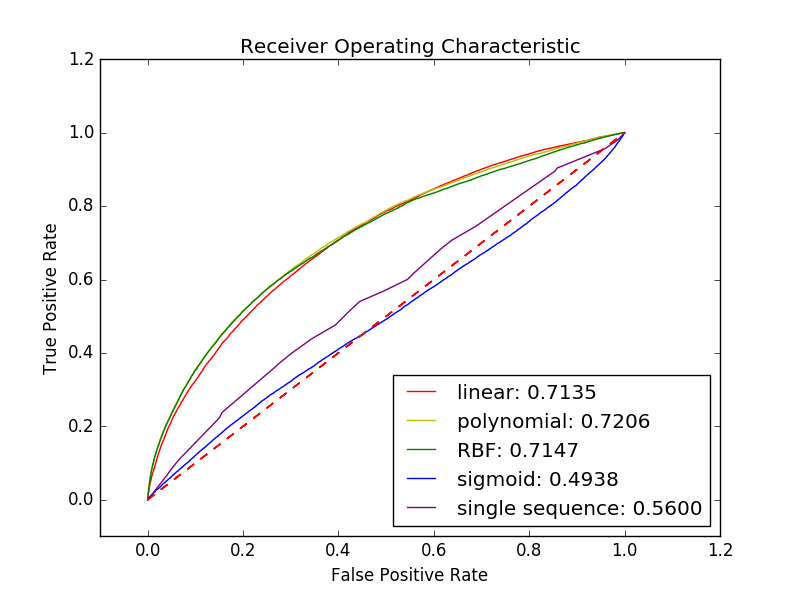 Receiver Operating Characteristic
1.2
1.0
0.8
0.6
0.4
0.2
0.0
True Positive Rate
linear: 0.7135
polynomial: 0.7206
RBF: 0.7147
sigmoid: 0.4938
single sequence: 0.5600
0.0 0.2 0.4 0.6 0.8 1.0 1.2
False Positive Rate